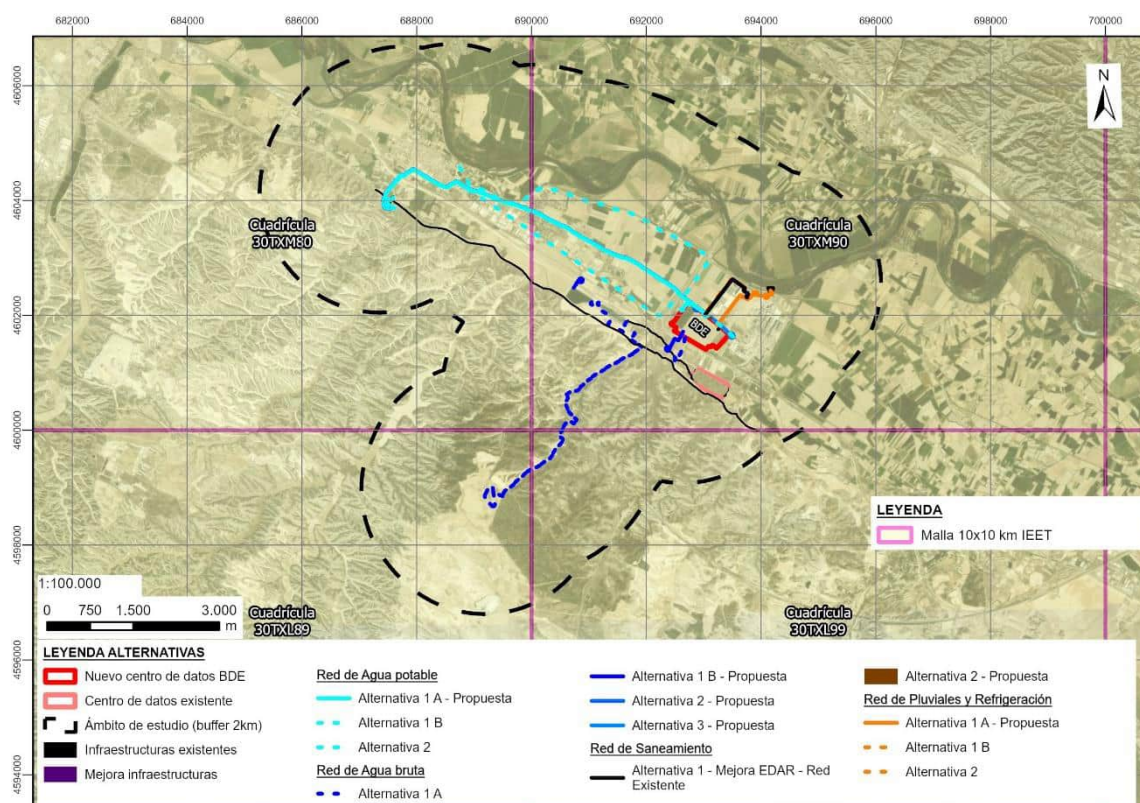 682000 684000 686000 688000 690000 692000 694000 696000 698000 700000
4606000
4604000
4602000
4600000
4598000
4596000
4594000
N
Cuadrícula
30TXM80
Cuadrícula
30TXM90
BDE
Cuadrícula
30TXL89
Cuadrícula
30TXL99
LEYENDA
Malla 10x10 km IEET
1:100.000
0 750 1.500 3.000
m
LEYENDA ALTERNATIVAS
Nuevo centro de datos BDE
Centro de datos existente
Ámbito de estudio (buffer 2km)
Infraestructuras existentes
Mejora infraestructuras
Red de Agua potable
Alternativa 1 A - Propuesta
Alternativa 1 B
Alternativa 2
Red de Agua bruta
Alternativa 1 A
Alternativa 1 B - Propuesta
Alternativa 2 - Propuesta
Alternativa 3 - Propuesta
Red de Saneamiento
Alternativa 1 - Mejora EDAR - Red
Existente
Alternativa 2 - Propuesta
Red de Pluviales y Refrigeración
Alternativa 1 A - Propuesta
Alternativa 1 B
Alternativa 2